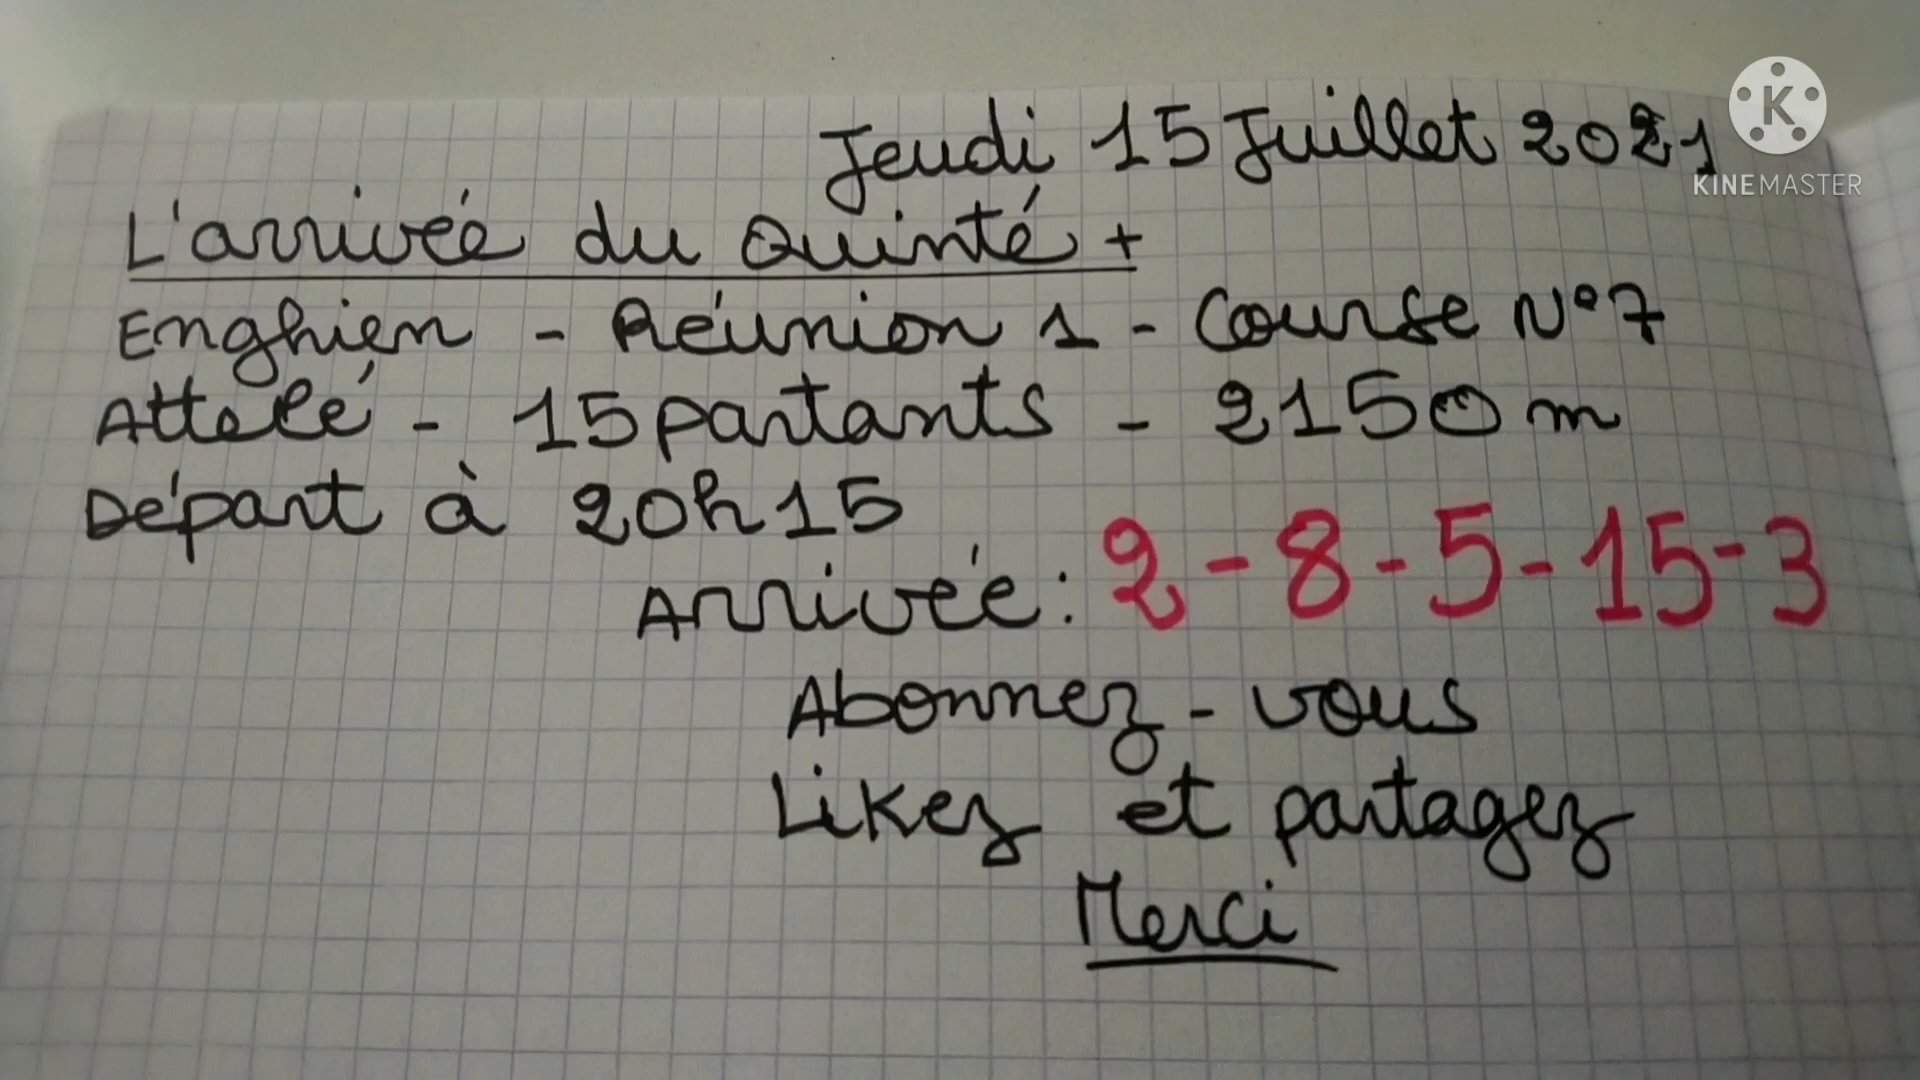 Jeudi 15 Juillet 2021
KINEMASTER
L'arrivée du Quinté +
Enghien - Réunion 1 - Course N°7
Attelé - 15 partants - 2150 m
Départ à 20h15
Arrivée : 2 - 8 - 5 - 15 - 3
Abonnez - vous
Likez et partagez
Merci